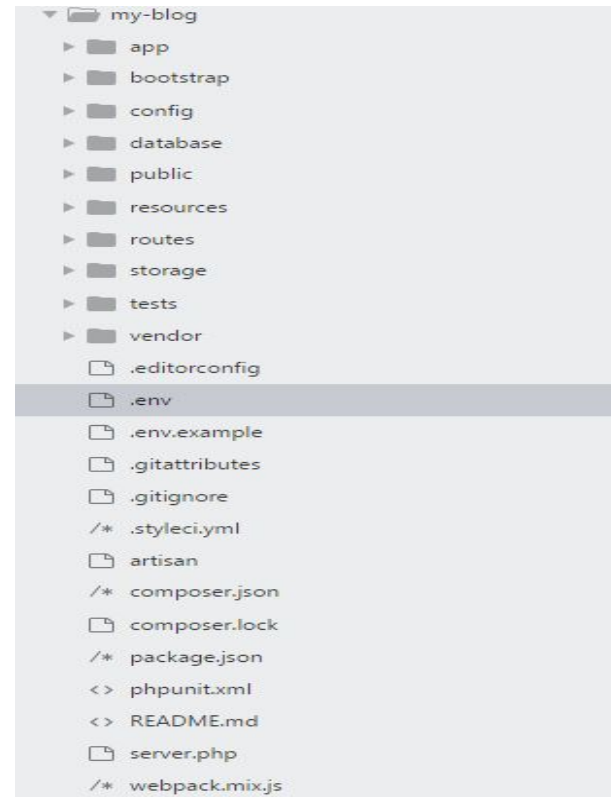 my-blog
app
bootstrap
config
database
public
resources
routes
storage
tests
vendor
.editorconfig
.env
.env.example
.gitattributes
.gitignore
/* .styleci.yml
artisan
/* composer.json
composer.lock
/* package.json
<> phpunit.xml
<> README.md
server.php
/* webpack.mix.js